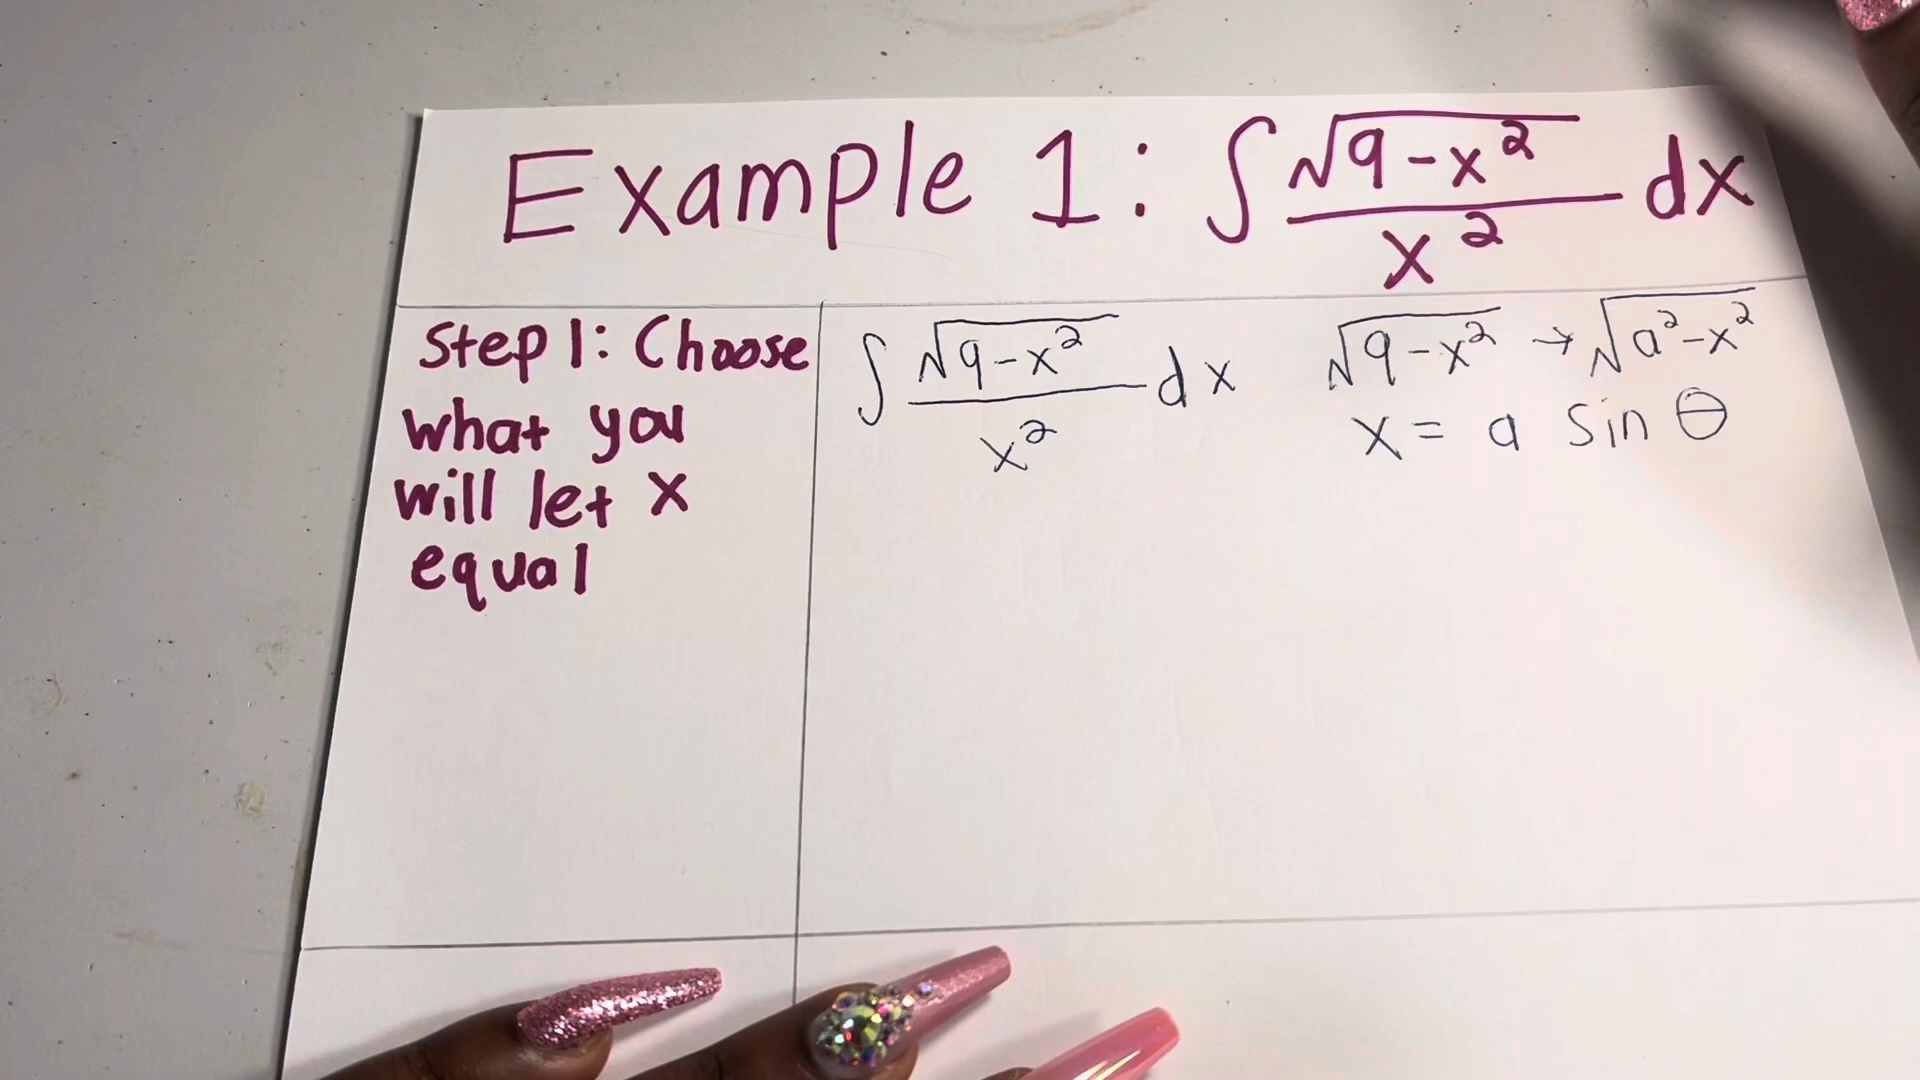 Example 1: ∫ √(9-x²) / x² dx
Step 1: Choose
what you
will let x
equal
∫ √(9-x²) / x² dx
√(9-x²) → √(a²-x²)
x = a sin θ